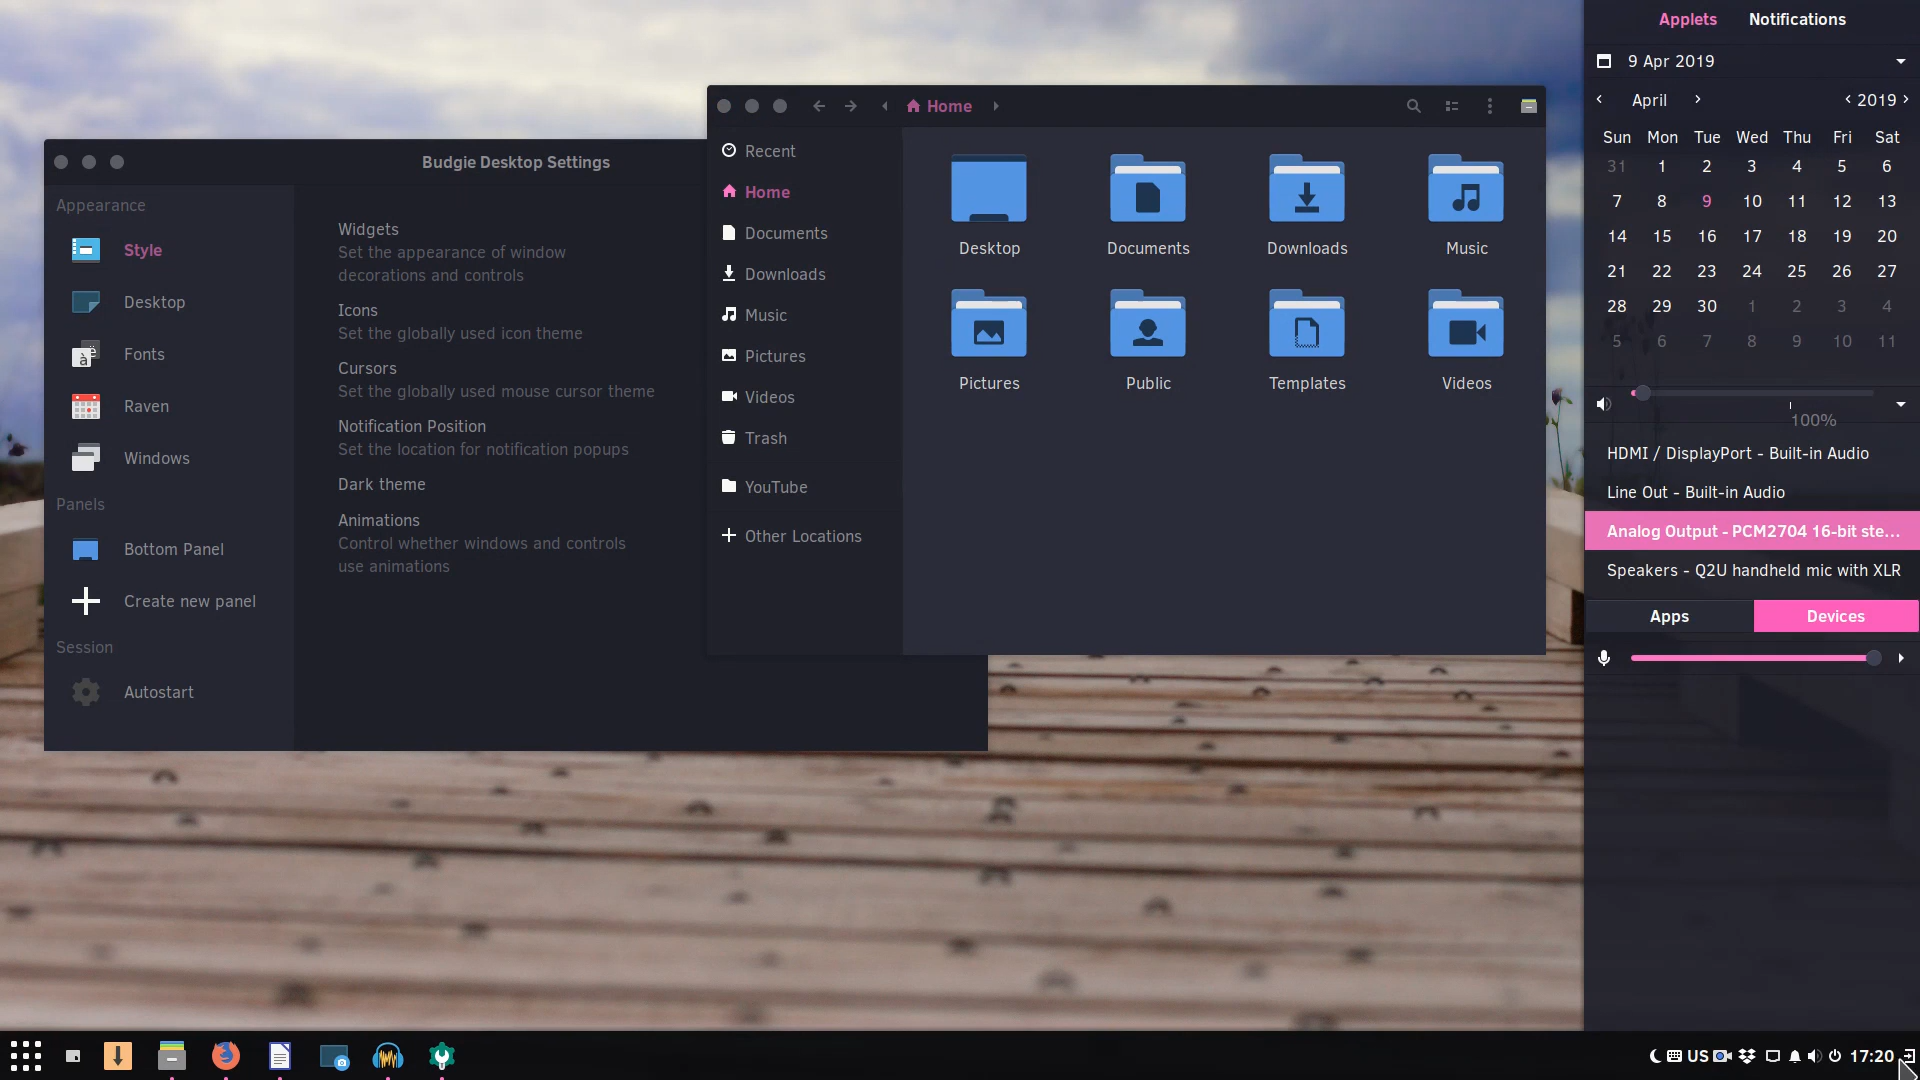 Applets Notifications
9 Apr 2019
April 2019
Sun Mon Tue Wed Thu Fri Sat
31 1 2 3 4 5 6
7 8 9 10 11 12 13
14 15 16 17 18 19 20
21 22 23 24 25 26 27
28 29 30 1 2 3 4
5 6 7 8 9 10 11
100%
HDMI / DisplayPort - Built-in Audio
Line Out - Built-in Audio
Analog Output - PCM2704 16-bit ste...
Speakers - Q2U handheld mic with XLR
Apps Devices
Home
Recent
Home
Documents
Downloads
Music
Pictures
Videos
Trash
YouTube
Other Locations
Desktop Documents Downloads Music
Pictures Public Templates Videos
Budgie Desktop Settings
Appearance
Style
Desktop
Fonts
Raven
Windows
Panels
Bottom Panel
Create new panel
Session
Autostart
Widgets
Set the appearance of window
decorations and controls
Icons
Set the globally used icon theme
Cursors
Set the globally used mouse cursor theme
Notification Position
Set the location for notification popups
Dark theme
Animations
Control whether windows and controls
use animations
US 17:20